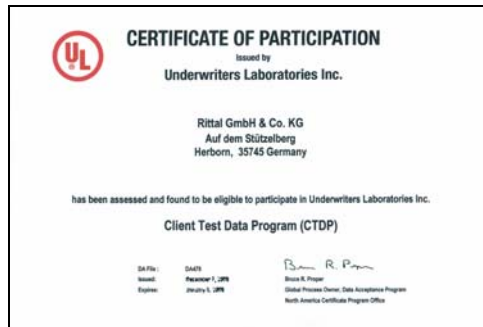 UL
CERTIFICATE OF PARTICIPATION
Issued by
Underwriters Laboratories Inc.
Rittal GmbH & Co. KG
Auf dem Stützelberg
Herborn, 35745 Germany
has been assessed and found to be eligible to participate in Underwriters Laboratories Inc.
Client Test Data Program (CTDP)
DA File :
Issued:
Expires:
Bruce R. Proper
Global Process Owner, Data Acceptance Program
North America Certificate Program Office